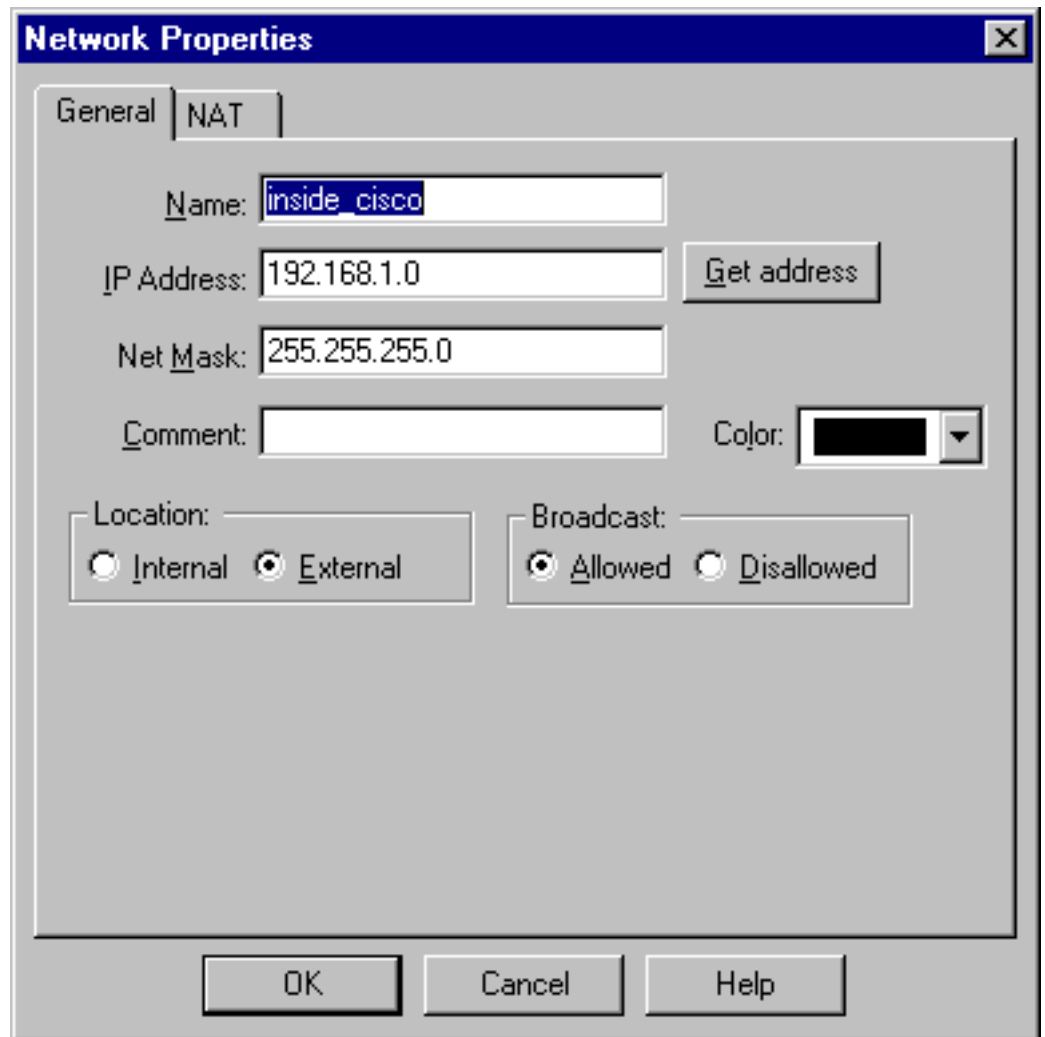 Network Properties
General NAT
Name: inside_cisco
IP Address: 192.168.1.0 Get address
Net Mask: 255.255.255.0
Comment: Color:
Location: Broadcast:
Internal External Allowed Disallowed
OK Cancel Help